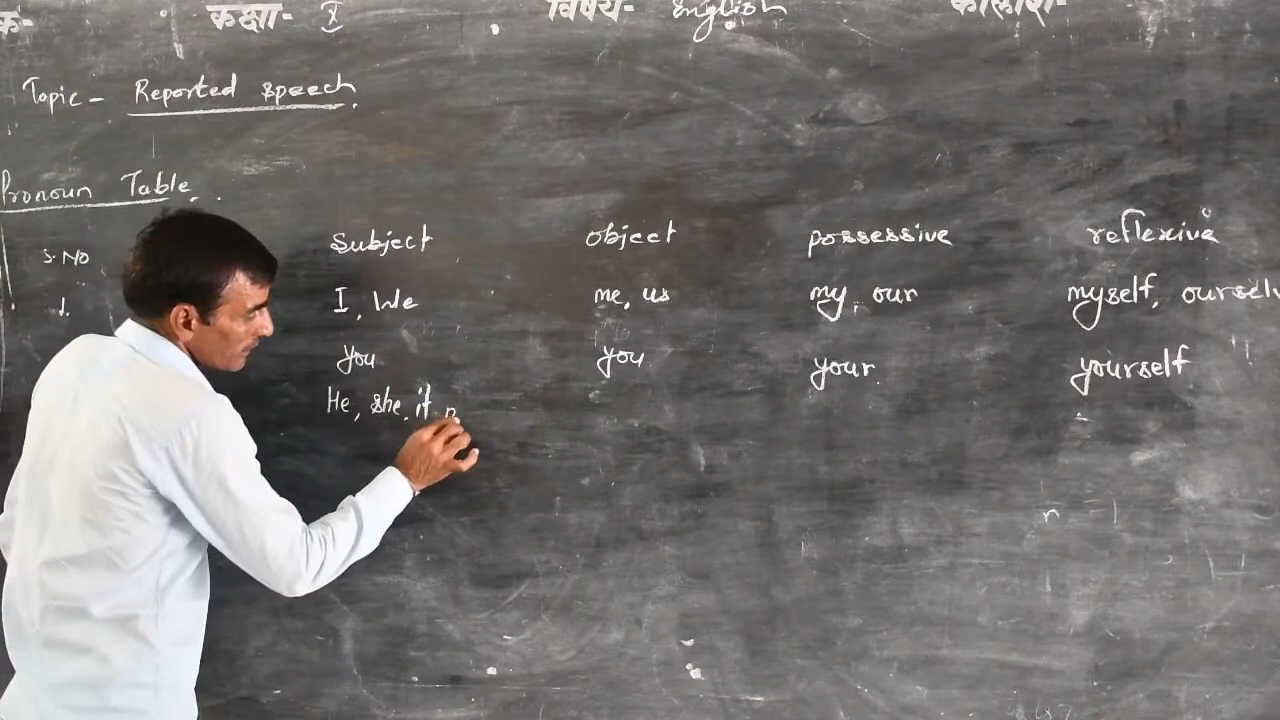 कक्षा- X विषय- English कालांश-
Topic - Reported speech.
Pronoun Table.
S.No Subject object possessive reflexive
1. I, We me, us my, our myself, ourselv
you you your yourself
He, she, it